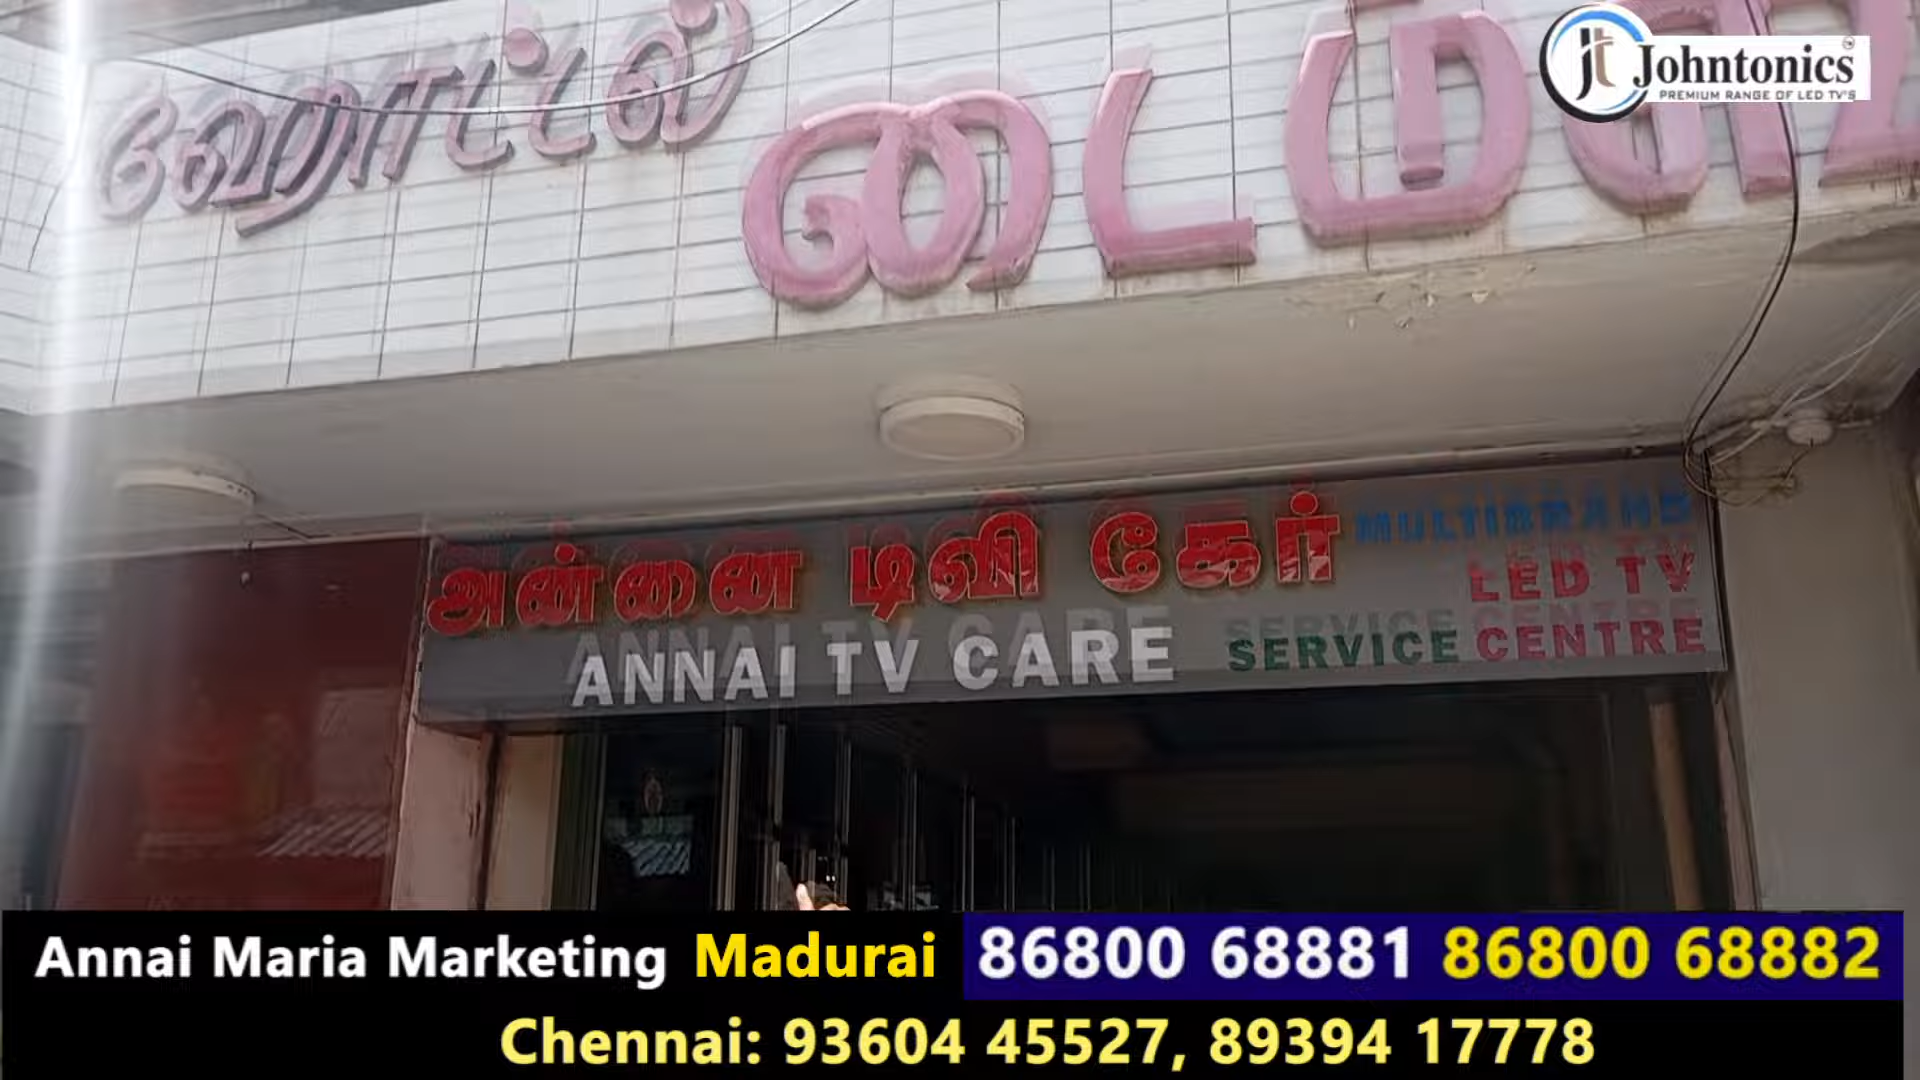 ஹோட்டல்
Johntonics
PREMIUM RANGE OF LED TV'S
அன்னை டிவி கேர்
MULTIBRAND
LED TV
ANNAI TV CARE
SERVICE CENTRE
Annai Maria Marketing Madurai 86800 68881 86800 68882
Chennai: 93604 45527, 89394 17778